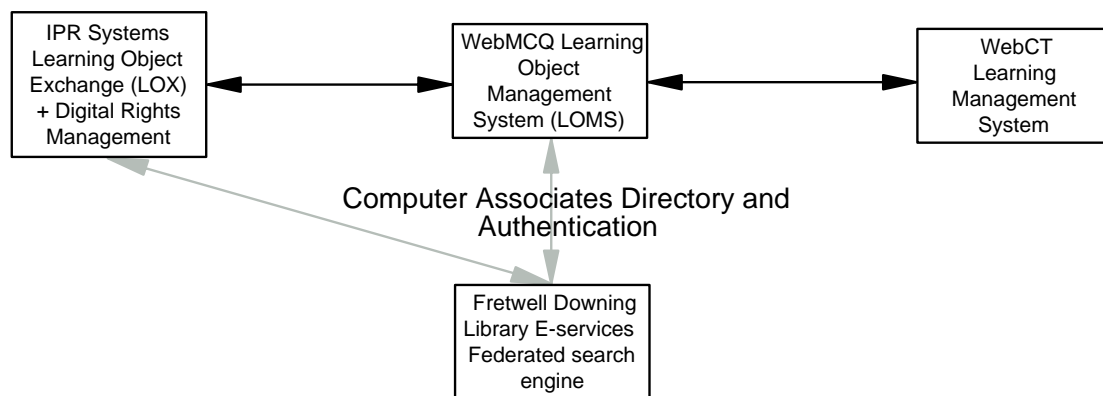 IPR Systems
Learning Object
Exchange (LOX)
+ Digital Rights
Management
WebMCQ Learning
Object
Management
System (LOMS)
WebCT
Learning
Management
System
Computer Associates Directory and
Authentication
Fretwell Downing
Library E-services
Federated search
engine